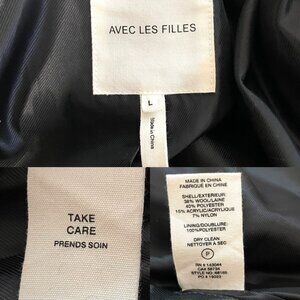 AVEC LES FILLES
L
Made in
China
TAKE
CARE
PRENDS SOIN
MADE IN CHINA
FABRIQUÉ EN CHINE
SHELL/EXTERIEUR
38% WOOL/LAINE
40% POLYESTER
15% ACRYLIC/ACRYLIQUE
7% NYLON
LINING/DOUBLURE
100% POLYESTER
DRY CLEAN
NETTOYER A SEC
P